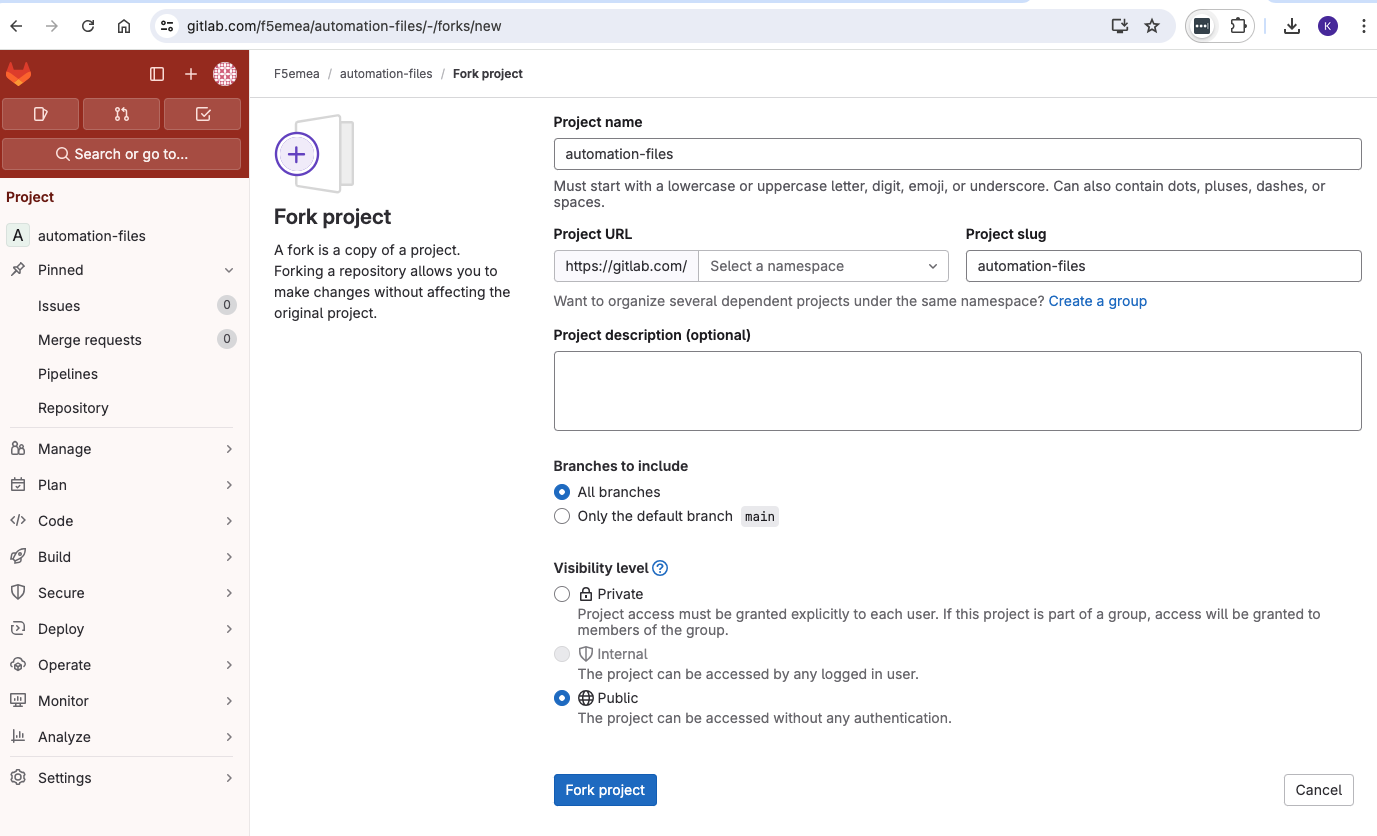 gitlab.com/f5emea/automation-files/-/forks/new
K
F5emea / automation-files / Fork project
Search or go to...
Project
A automation-files
Pinned
Issues 0
Merge requests 0
Pipelines
Repository
Manage
Plan
Code
Build
Secure
Deploy
Operate
Monitor
Analyze
Settings
Fork project
A fork is a copy of a project.
Forking a repository allows you to
make changes without affecting the
original project.
Project name
automation-files
Must start with a lowercase or uppercase letter, digit, emoji, or underscore. Can also contain dots, pluses, dashes, or
spaces.
Project URL
https://gitlab.com/ Select a namespace
Project slug
automation-files
Want to organize several dependent projects under the same namespace? Create a group
Project description (optional)
Branches to include
All branches
Only the default branch main
Visibility level ?
Private
Project access must be granted explicitly to each user. If this project is part of a group, access will be granted to
members of the group.
Internal
The project can be accessed by any logged in user.
Public
The project can be accessed without any authentication.
Fork project
Cancel